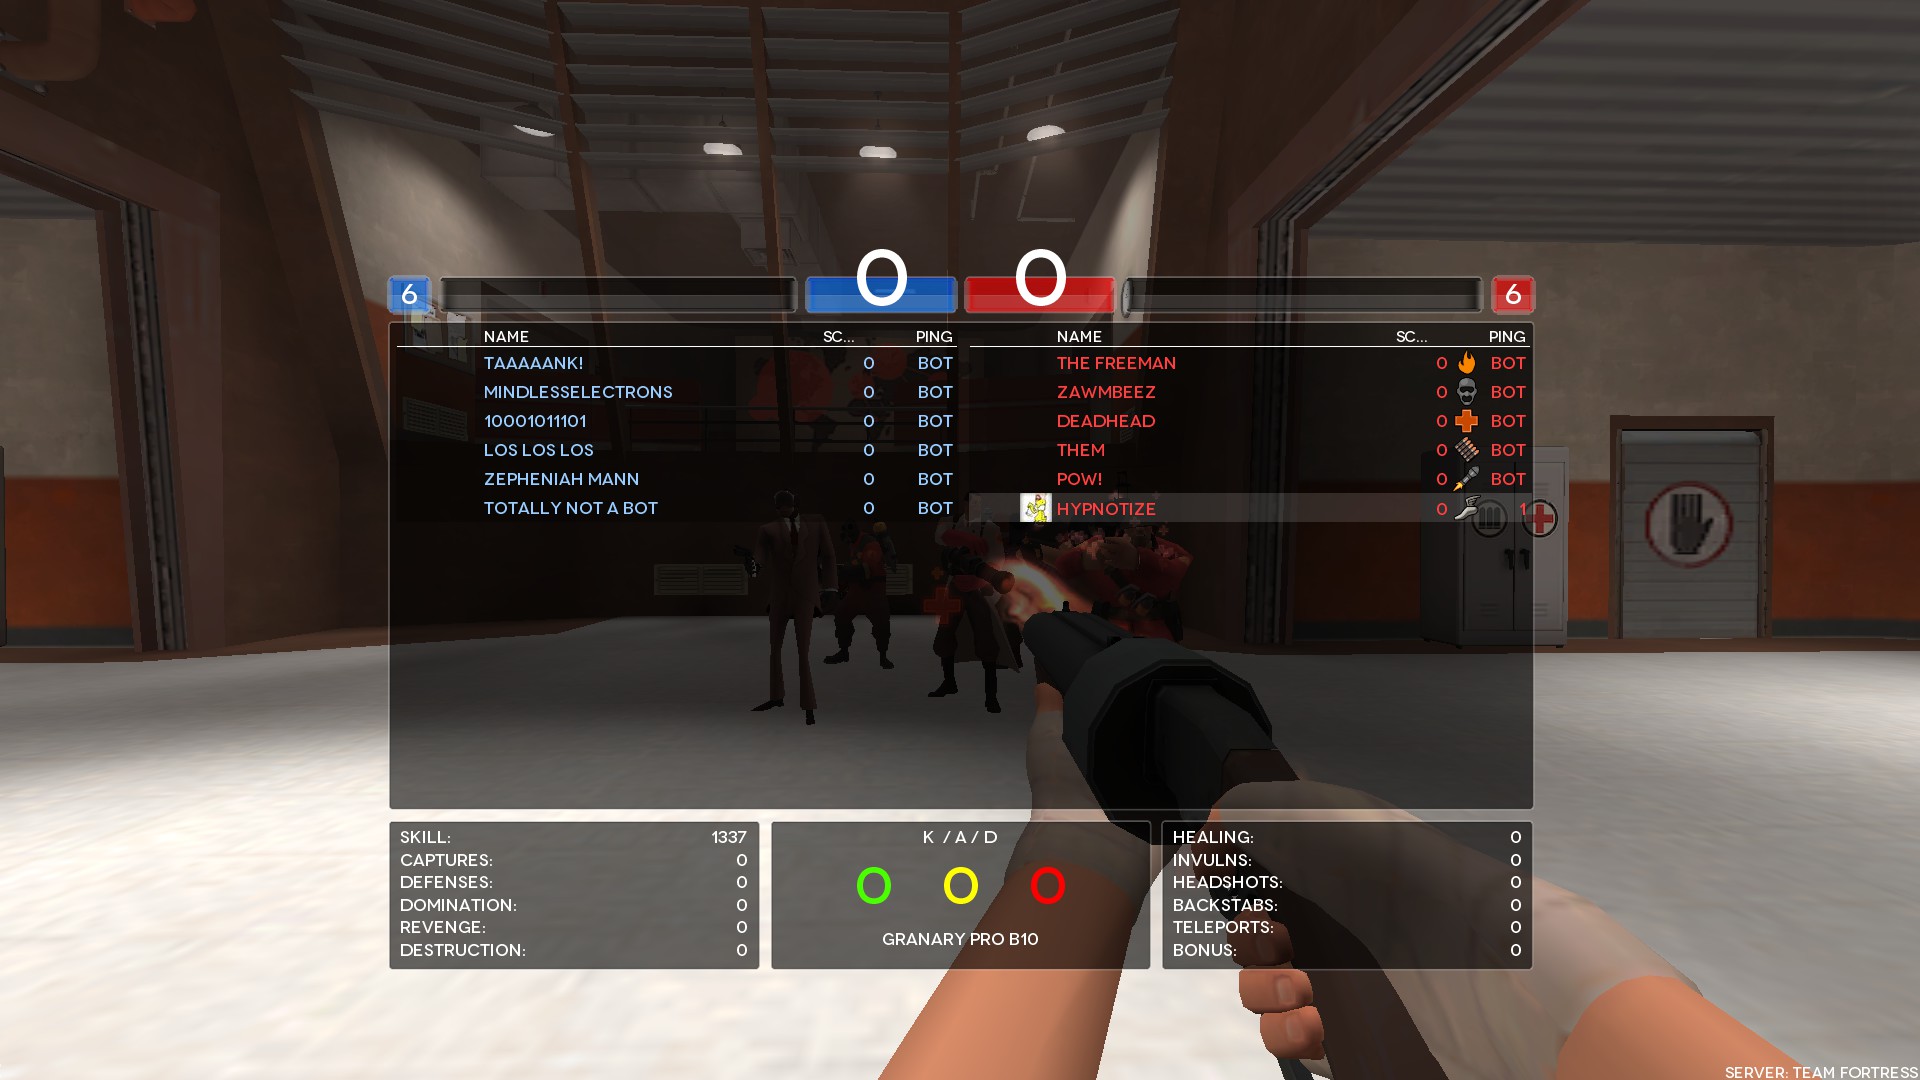 0 0
6 6
NAME SC... PING NAME SC... PING
TAAAAANK! 0 BOT THE FREEMAN 0 BOT
MINDLESSELECTRONS 0 BOT ZAWMBEEZ 0 BOT
10001011101 0 BOT DEADHEAD 0 BOT
LOS LOS LOS 0 BOT THEM 0 BOT
ZEPHENIAH MANN 0 BOT POW! 0 BOT
TOTALLY NOT A BOT 0 BOT HYPNOTIZE 0 1
SKILL: 1337
CAPTURES: 0
DEFENSES: 0
DOMINATION: 0
REVENGE: 0
DESTRUCTION: 0
K / A / D
0 0 0
GRANARY PRO B10
HEALING: 0
INVULNS: 0
HEADSHOTS: 0
BACKSTABS: 0
TELEPORTS: 0
BONUS: 0
SERVER: TEAM FORTRESS